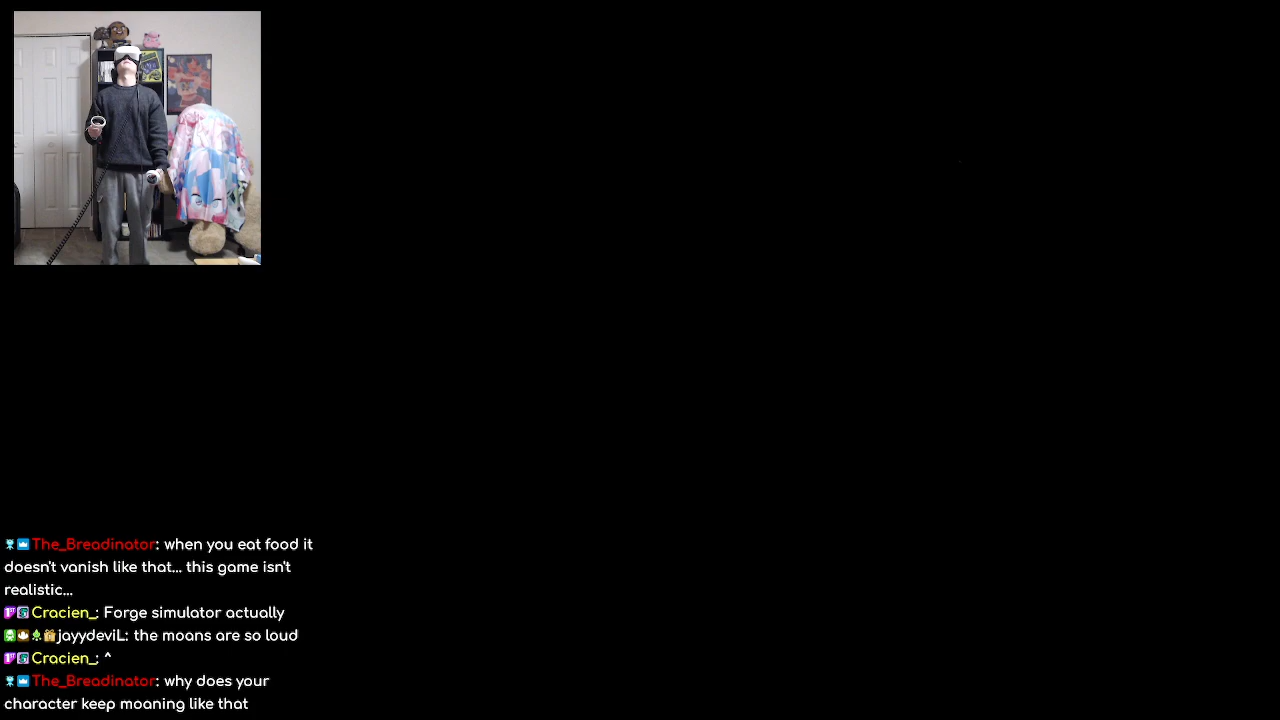 The_Breadinator: when you eat food it
doesn't vanish like that... this game isn't
realistic...
Cracien_: Forge simulator actually
jayydeviL: the moans are so loud
Cracien_: ^
The_Breadinator: why does your
character keep moaning like that